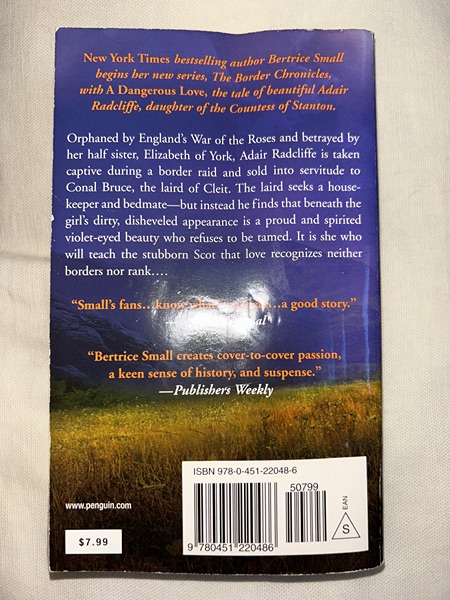 New York Times bestselling author Bertrice Small
begins her new series, The Border Chronicles,
with A Dangerous Love, the tale of beautiful Adair
Radcliffe, daughter of the Countess of Stanton.
Orphaned by England's War of the Roses and betrayed by
her half sister, Elizabeth of York, Adair Radcliffe is taken
captive during a border raid and sold into servitude to
Conal Bruce, the laird of Cleit. The laird seeks a house-
keeper and bedmate—but instead he finds that beneath the
girl's dirty, disheveled appearance is a proud and spirited
violet-eyed beauty who refuses to be tamed. It is she who
will teach the stubborn Scot that love recognizes neither
borders nor rank....
"Small's fans...know what ...a good story."
"Bertrice Small creates cover-to-cover passion,
a keen sense of history, and suspense."
—Publishers Weekly
ISBN 978-0-451-22048-6
50799
EAN
S
www.penguin.com
$7.99
9 780451 220486